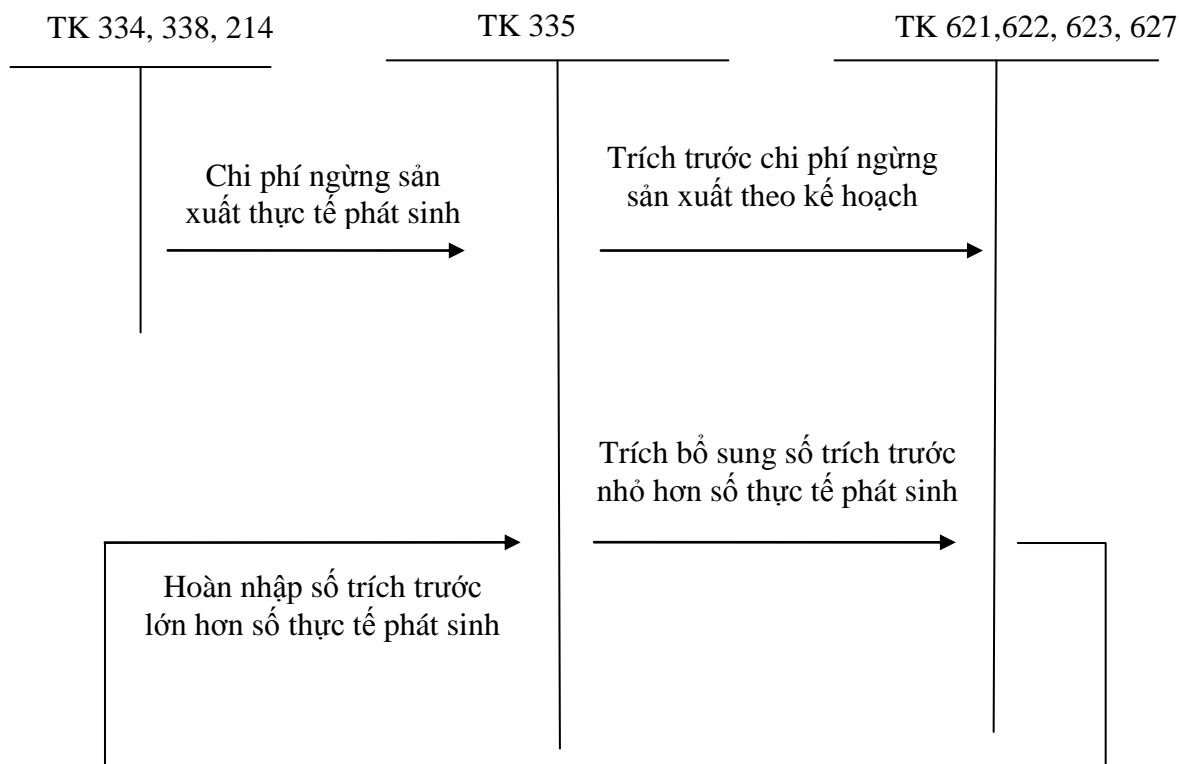 TK 334, 338, 214
TK 335
TK 621,622, 623, 627
Chi phí ngừng sản
xuất thực tế phát sinh
Trích trước chi phí ngừng
sản xuất theo kế hoạch
Trích bổ sung số trích trước
nhỏ hơn số thực tế phát sinh
Hoàn nhập số trích trước
lớn hơn số thực tế phát sinh